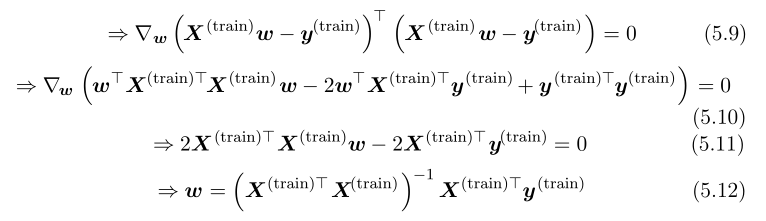 ⇒ ∇_w (X^(train) w − y^(train))^⊤ (X^(train) w − y^(train)) = 0 (5.9)
⇒ ∇_w (w^⊤ X^(train)⊤ X^(train) w − 2w^⊤ X^(train)⊤ y^(train) + y^(train)⊤ y^(train)) = 0
(5.10)
⇒ 2X^(train)⊤ X^(train) w − 2X^(train)⊤ y^(train) = 0 (5.11)
⇒ w = (X^(train)⊤ X^(train))^−1 X^(train)⊤ y^(train) (5.12)